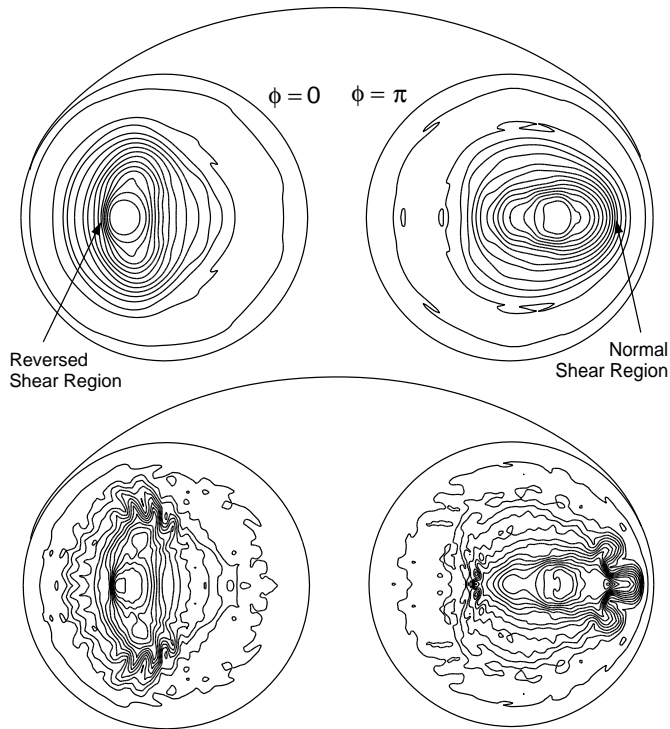 ϕ = 0 ϕ = π
Reversed
Shear Region
Normal
Shear Region